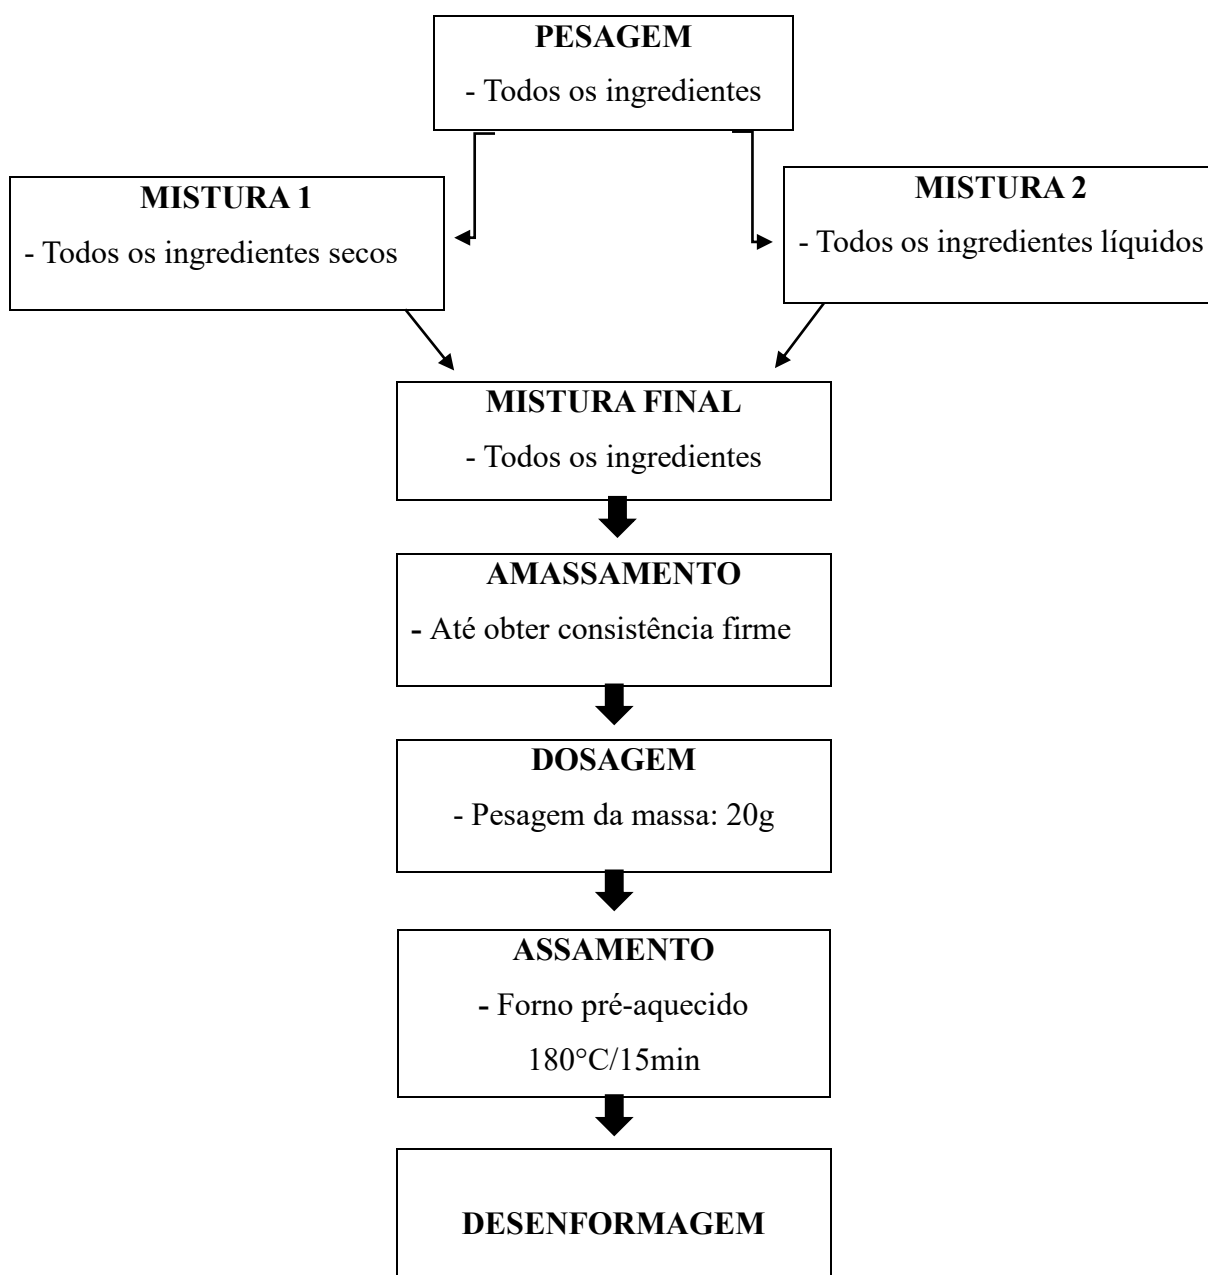 PESAGEM
- Todos os ingredientes
MISTURA 1
- Todos os ingredientes secos
MISTURA 2
- Todos os ingredientes líquidos
MISTURA FINAL
- Todos os ingredientes
AMASSAMENTO
- Até obter consistência firme
DOSAGEM
- Pesagem da massa: 20g
ASSAMENTO
- Forno pré-aquecido
180°C/15min
DESENFORMAGEM